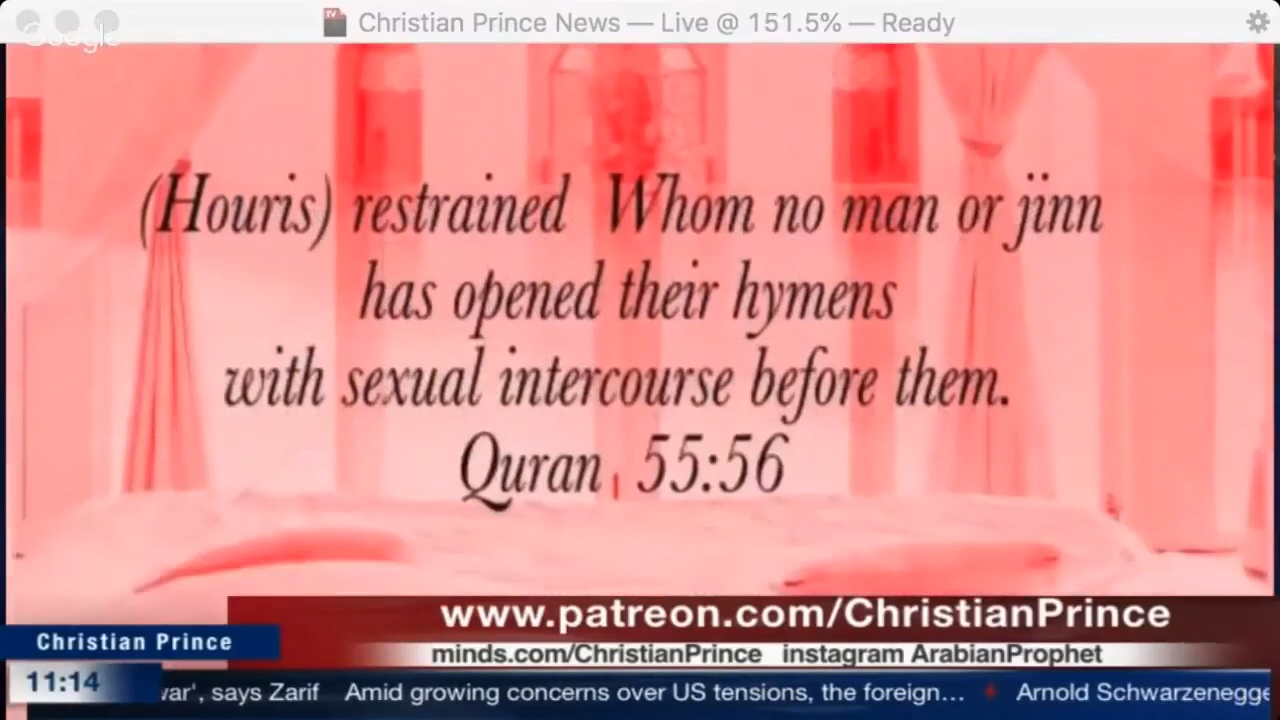 Christian Prince News — Live @ 151.5% — Ready
Google
(Houris) restrained Whom no man or jinn
has opened their hymens
with sexual intercourse before them.
Quran 55:56
www.patreon.com/ChristianPrince
Christian Prince
minds.com/ChristianPrince instagram ArabianProphet
11:14
var', says Zarif Amid growing concerns over US tensions, the foreign... Arnold Schwarzenegge